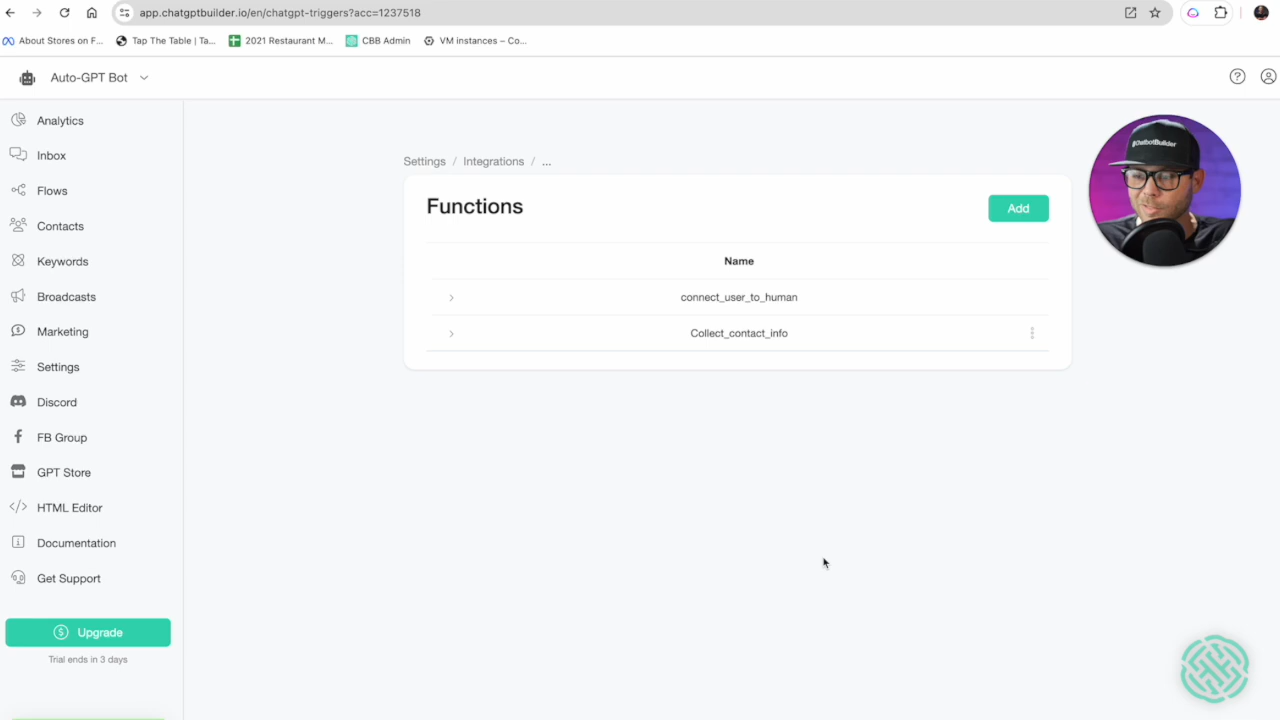 app.chatgptbuilder.io/en/chatgpt-triggers?acc=1237518
About Stores on F...
Tap The Table | Ta...
2021 Restaurant M...
CBB Admin
VM instances – Co...
Auto-GPT Bot
Analytics
Inbox
Flows
Contacts
Keywords
Broadcasts
Marketing
Settings
Discord
FB Group
GPT Store
HTML Editor
Documentation
Get Support
Upgrade
Trial ends in 3 days
Settings / Integrations / ...
Functions
Add
Name
connect_user_to_human
Collect_contact_info
#ChatbotBuilder